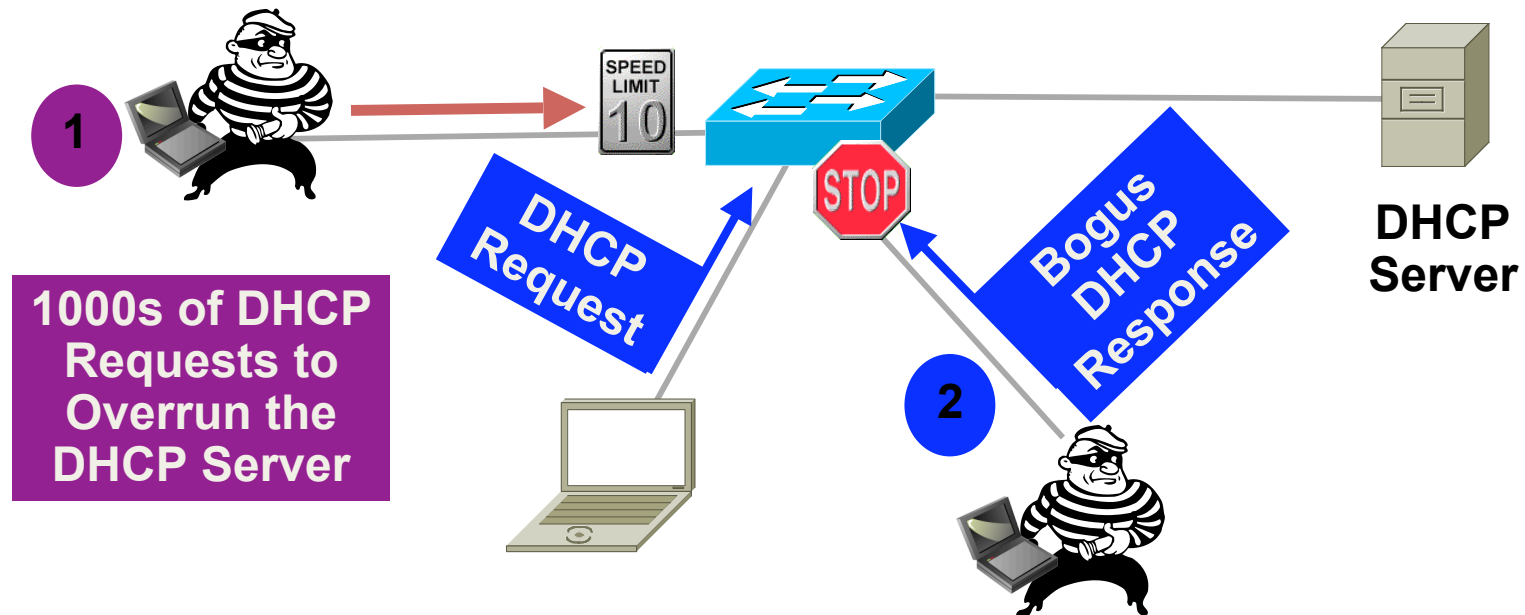 1
SPEED
LIMIT
10
DHCP
Request
STOP
Bogus
DHCP
Response
DHCP
Server
1000s of DHCP
Requests to
Overrun the
DHCP Server
2